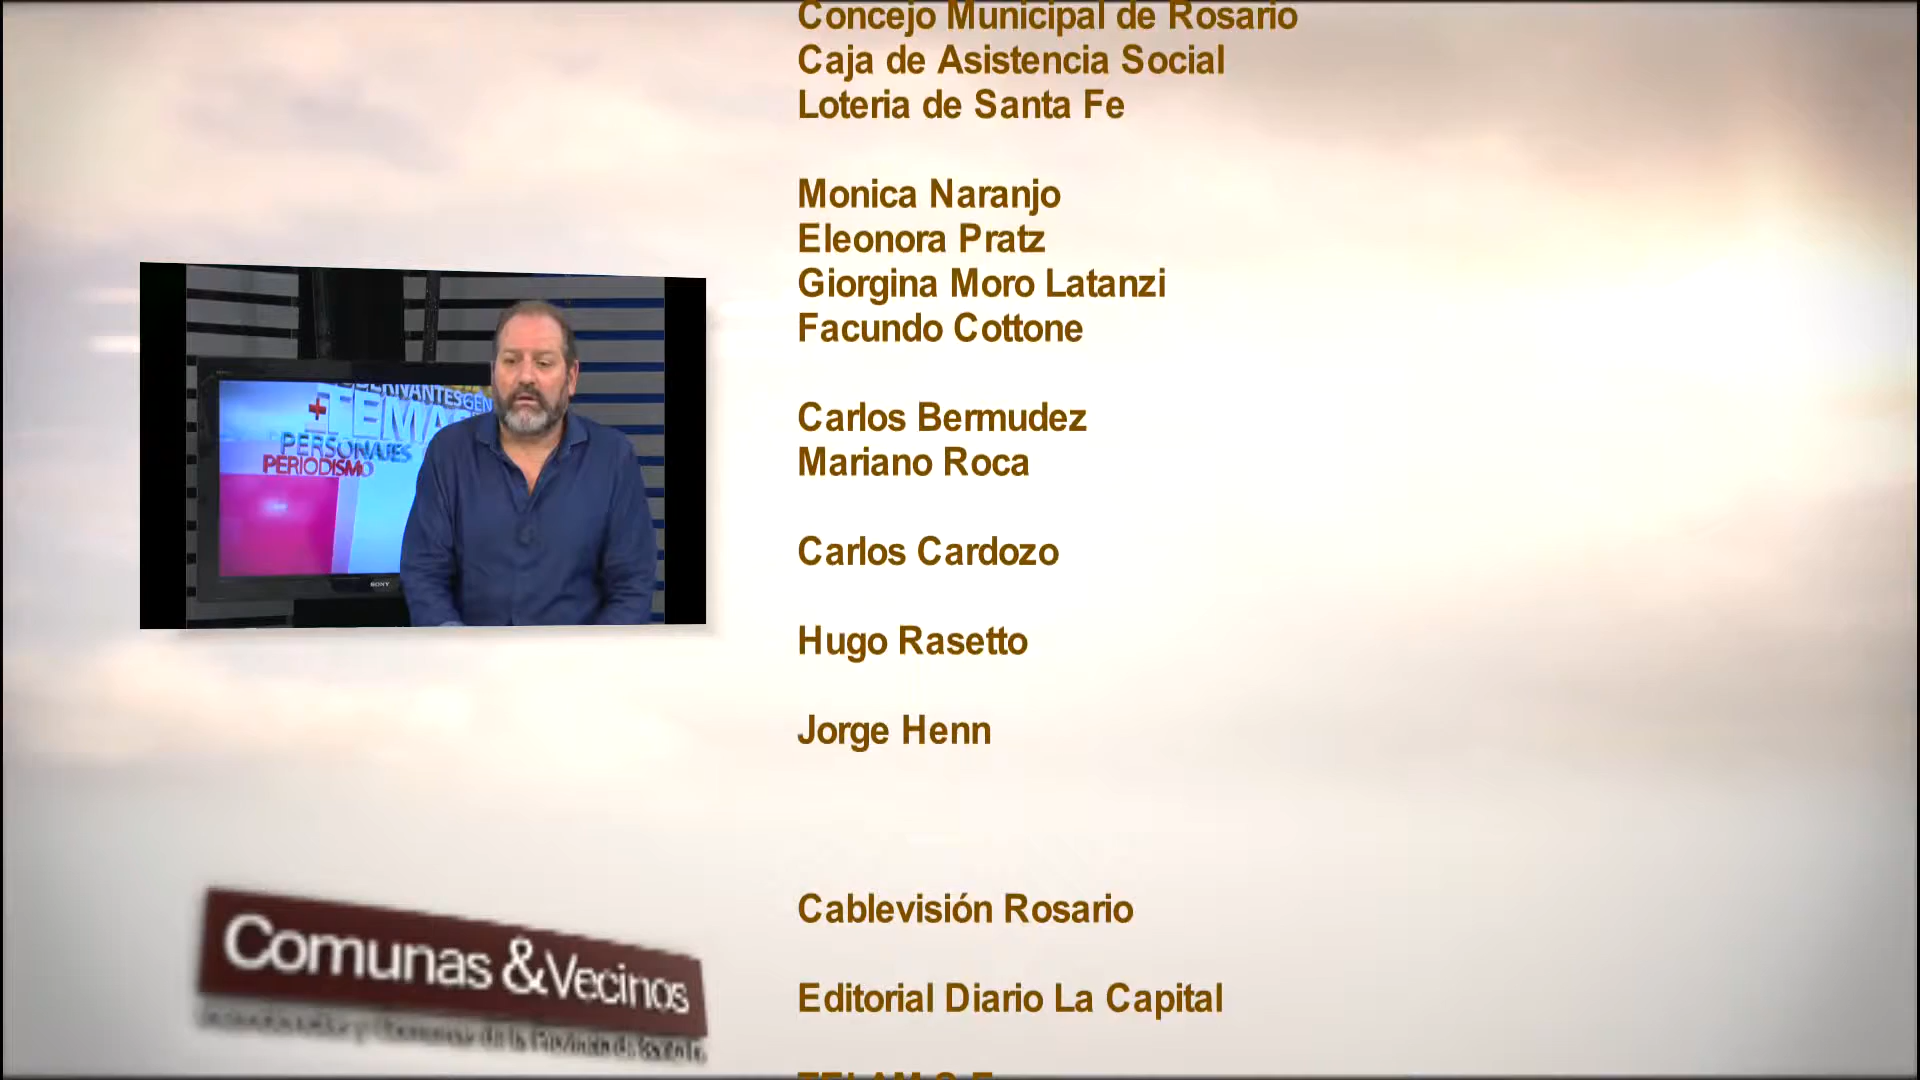 Concejo Municipal de Rosario
Caja de Asistencia Social
Loteria de Santa Fe
Monica Naranjo
Eleonora Pratz
Giorgina Moro Latanzi
Facundo Cottone
Carlos Bermudez
Mariano Roca
Carlos Cardozo
Hugo Rasetto
Jorge Henn
Cablevisión Rosario
Editorial Diario La Capital
+TEMAS
PERSONAJES
PERIODISMO
SONY
Comunas &Vecinos